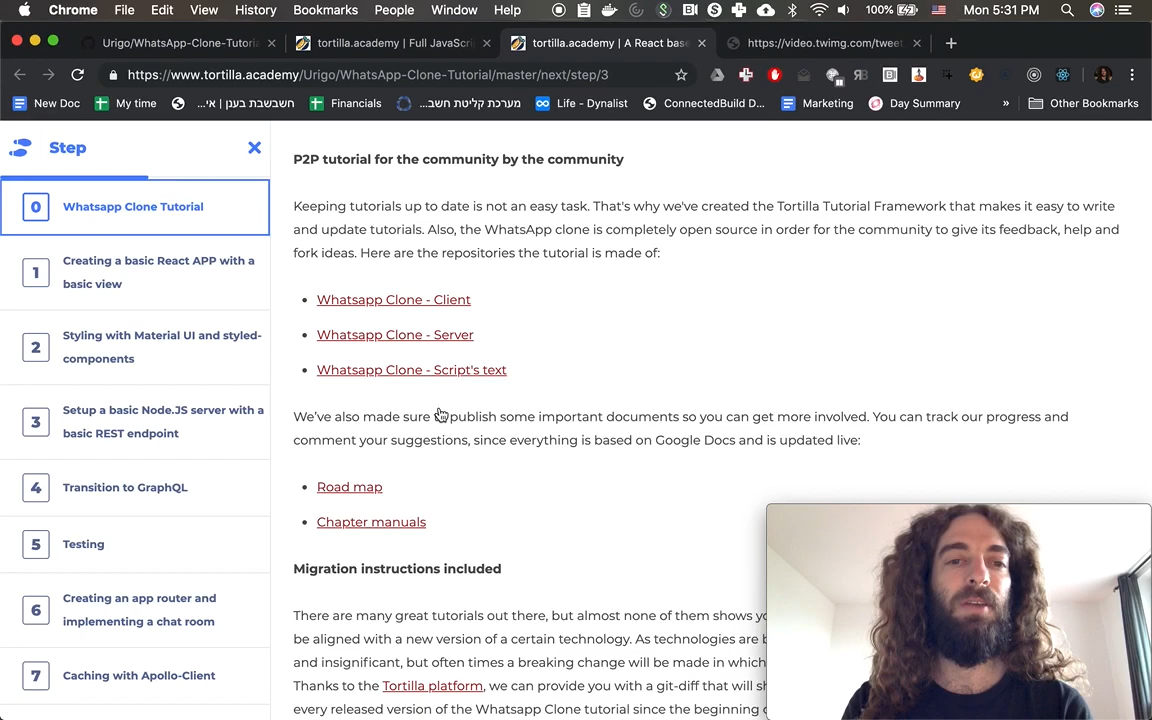 Chrome File Edit View History Bookmarks People Window Help 100% Mon 5:31 PM
Urigo/WhatsApp-Clone-Tutoria tortilla.academy | Full JavaScri tortilla.academy | A React base https://video.twimg.com/tweet
https://www.tortilla.academy/Urigo/WhatsApp-Clone-Tutorial/master/next/step/3
New Doc My time חשבשבת בענן | אי... Financials מערכת קליטת חשב... Life - Dynalist ConnectedBuild D... Marketing Day Summary » Other Bookmarks
Step
0 Whatsapp Clone Tutorial
1 Creating a basic React APP with a
basic view
2 Styling with Material UI and styled-
components
3 Setup a basic Node.JS server with a
basic REST endpoint
4 Transition to GraphQL
5 Testing
6 Creating an app router and
implementing a chat room
7 Caching with Apollo-Client
P2P tutorial for the community by the community
Keeping tutorials up to date is not an easy task. That's why we've created the Tortilla Tutorial Framework that makes it easy to write
and update tutorials. Also, the WhatsApp clone is completely open source in order for the community to give its feedback, help and
fork ideas. Here are the repositories the tutorial is made of:
• Whatsapp Clone - Client
• Whatsapp Clone - Server
• Whatsapp Clone - Script's text
We've also made sure publish some important documents so you can get more involved. You can track our progress and
comment your suggestions, since everything is based on Google Docs and is updated live:
• Road map
• Chapter manuals
Migration instructions included
There are many great tutorials out there, but almost none of them shows
be aligned with a new version of a certain technology. As technologies are
and insignificant, but often times a breaking change will be made in which
Thanks to the Tortilla platform, we can provide you with a git-diff that will
every released version of the Whatsapp Clone tutorial since the beginning